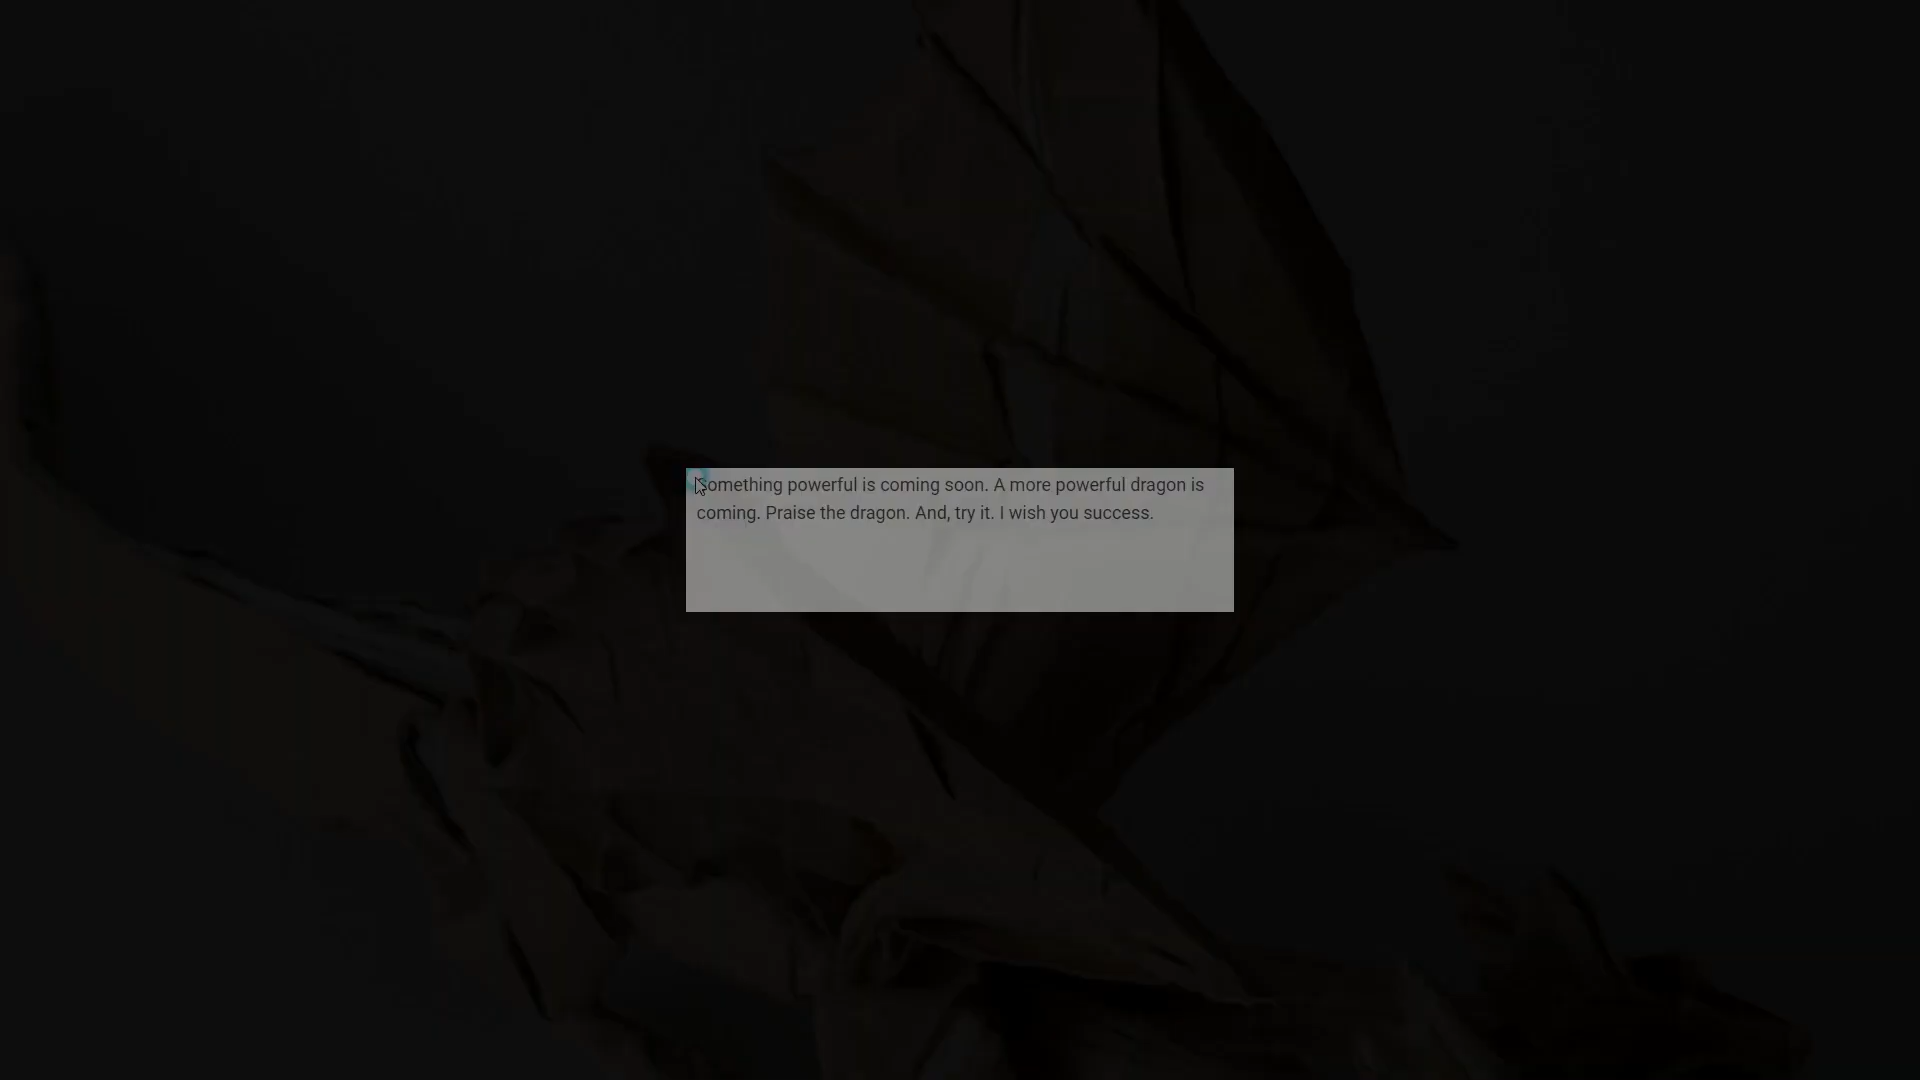 Something powerful is coming soon. A more powerful dragon is
coming. Praise the dragon. And, try it. I wish you success.